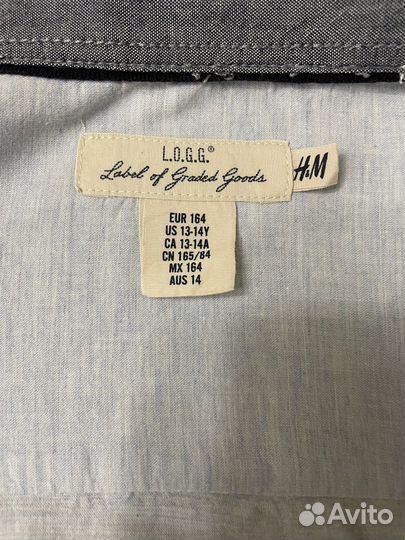 L.O.G.G.®
Label of Graded Goods
H&M
EUR 164
US 13-14Y
CA 13-14A
CN 165/84
MX 164
AUS 14
Avito